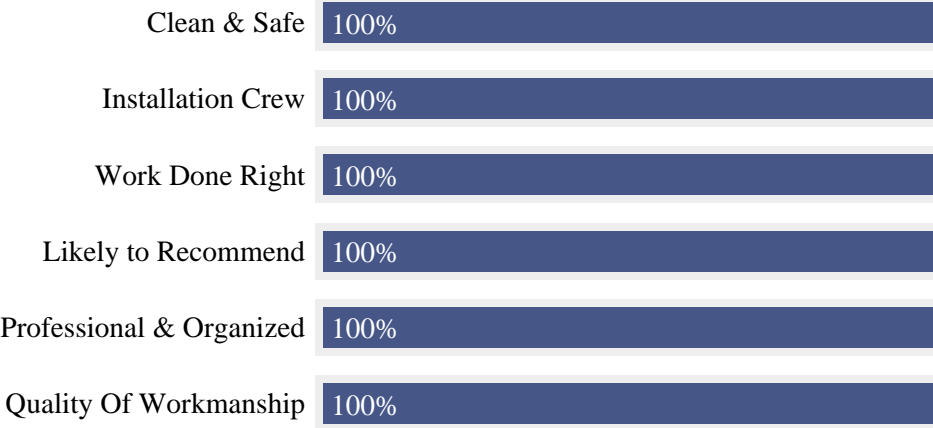 Clean & Safe 100%
Installation Crew 100%
Work Done Right 100%
Likely to Recommend 100%
Professional & Organized 100%
Quality Of Workmanship 100%